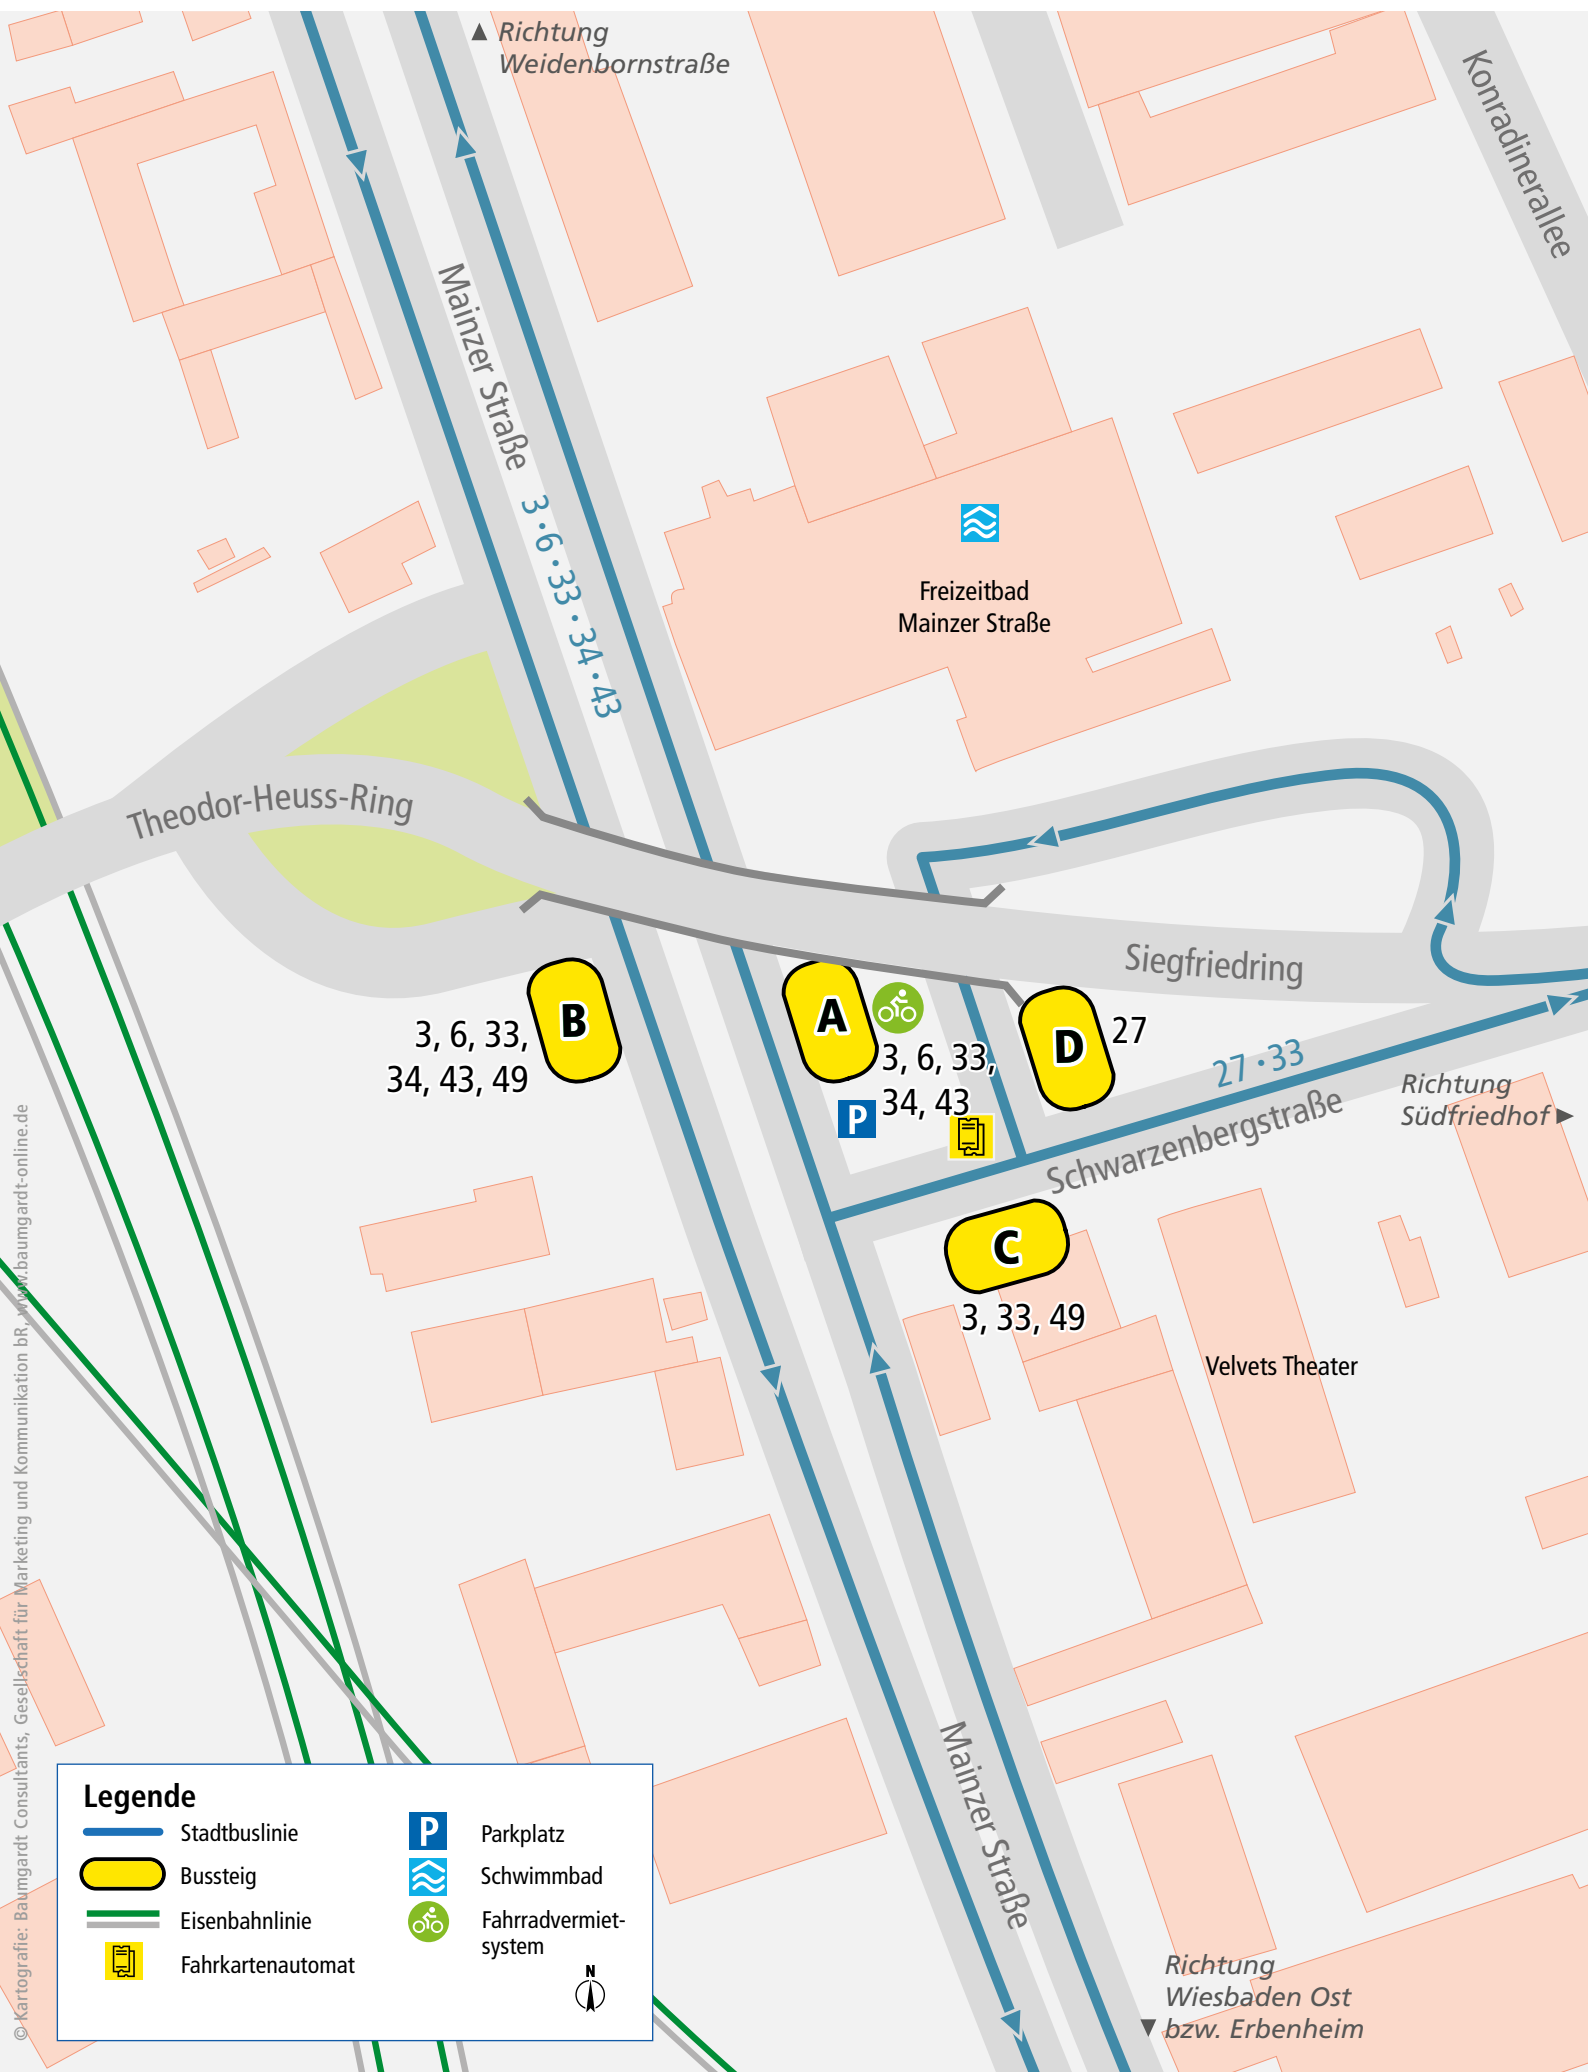 Richtung
Weidenbornstraße
Konradinerallee
Mainzer Straße
3 • 6 • 33 • 34 • 43
Freizeitbad
Mainzer Straße
Theodor-Heuss-Ring
Siegfriedring
B
3, 6, 33,
34, 43, 49
A
3, 6, 33,
34, 43
P
D
27
27 • 33
Schwarzenbergstraße
Richtung
Südfriedhof
C
3, 33, 49
Velvets Theater
Mainzer Straße
Richtung
Wiesbaden Ost
bzw. Erbenheim
Legende
Stadtbuslinie
Bussteig
Eisenbahnlinie
Fahrkartenautomat
P
Parkplatz
Schwimmbad
Fahrradvermiet-
system
N
© Kartografie: Baumgardt Consultants, Gesellschaft für Marketing und Kommunikation bR, www.baumgardt-online.de